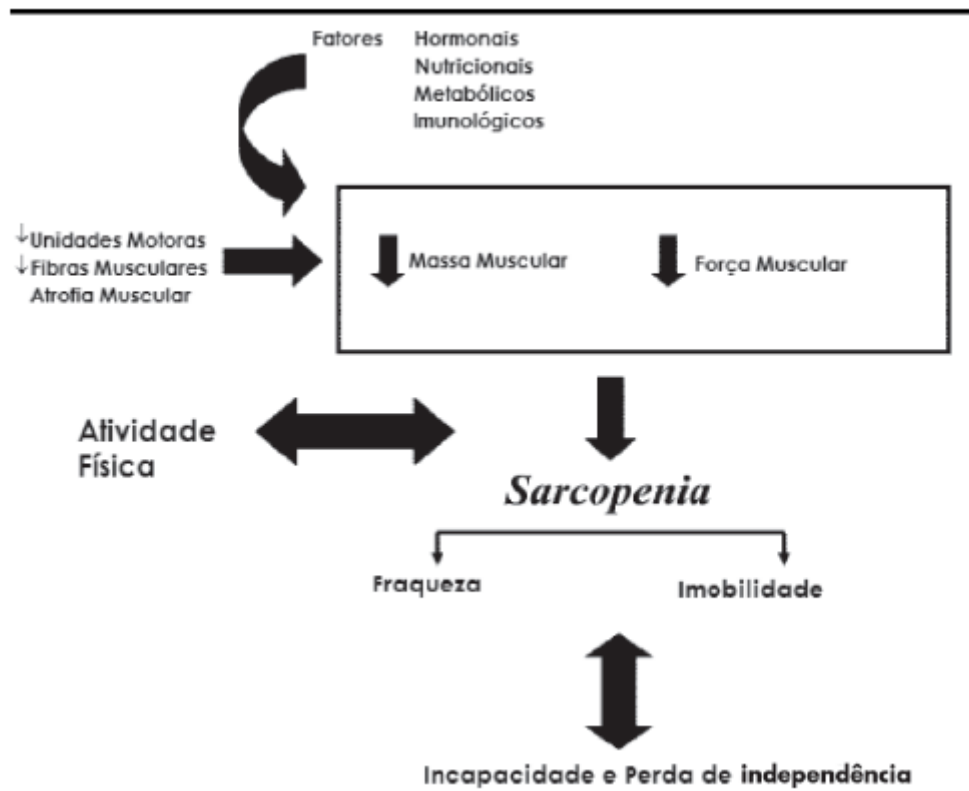 Fatores Hormonais
Nutricionais
Metabólicos
Imunológicos
↓Unidades Motoras
↓Fibras Musculares
Atrofia Muscular
Massa Muscular
Força Muscular
Atividade
Física
Sarcopenia
Fraqueza
Imobilidade
Incapacidade e Perda de independência